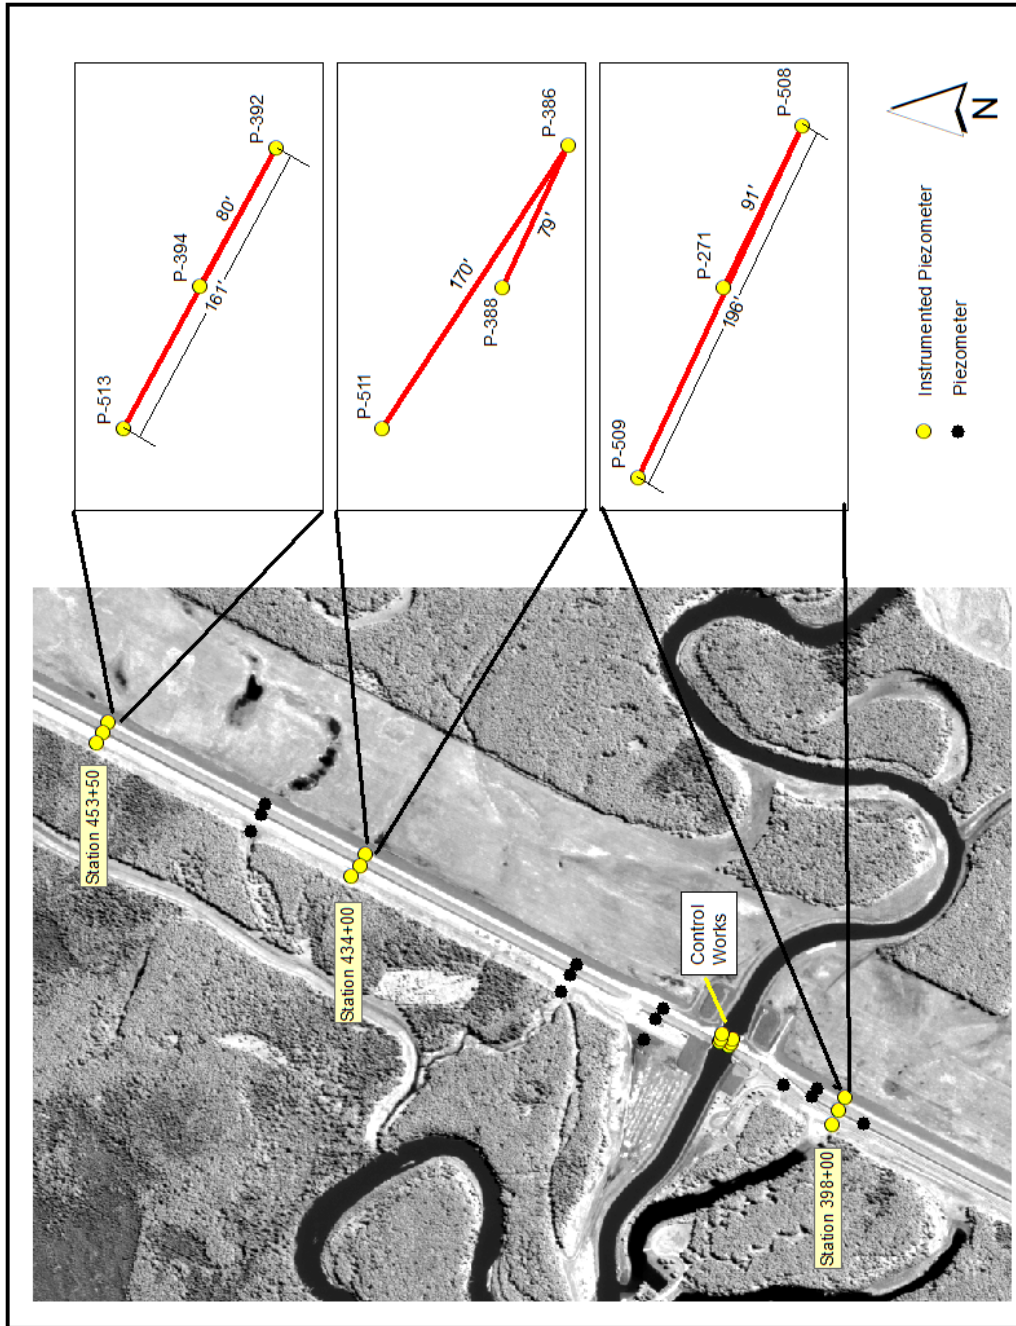 P-513
P-394
P-392
80'
161'
P-511
P-388
P-386
170'
79'
P-509
P-271
P-508
91'
196'
N
Instrumented Piezometer
Piezometer
Station 453+50
Station 434+00
Control
Works
Station 398+00